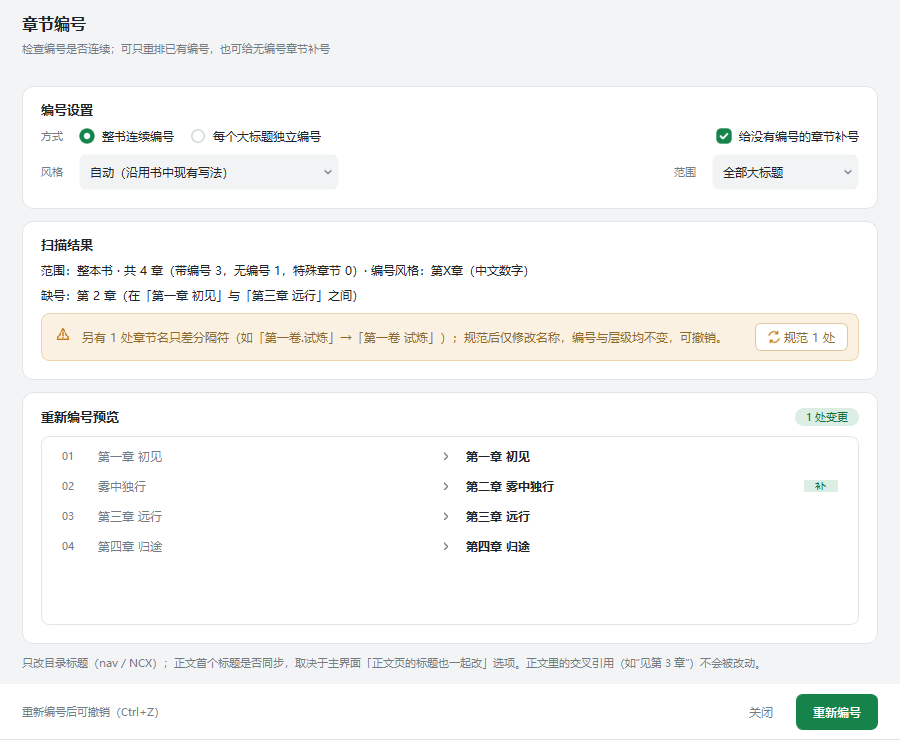 章节编号
检查编号是否连续；可只重排已有编号，也可给无编号章节补号
编号设置
方式 整书连续编号 每个大标题独立编号 给没有编号的章节补号
风格 自动（沿用书中现有写法） 范围 全部大标题
扫描结果
范围：整本书 · 共 4 章（带编号 3，无编号 1，特殊章节 0）· 编号风格：第X章（中文数字）
缺号：第 2 章（在「第一章 初见」与「第三章 远行」之间）
另有 1 处章节名只差分隔符（如「第一卷.试炼」→「第一卷 试炼」）；规范后仅修改名称，编号与层级均不变，可撤销。 规范 1 处
重新编号预览 1 处变更
01 第一章 初见 › 第一章 初见
02 雾中独行 › 第二章 雾中独行 补
03 第三章 远行 › 第三章 远行
04 第四章 归途 › 第四章 归途
只改目录标题（nav / NCX）；正文首个标题是否同步，取决于主界面「正文页的标题也一起改」选项。正文里的交叉引用（如“见第 3 章”）不会被改动。
重新编号后可撤销（Ctrl+Z） 关闭 重新编号